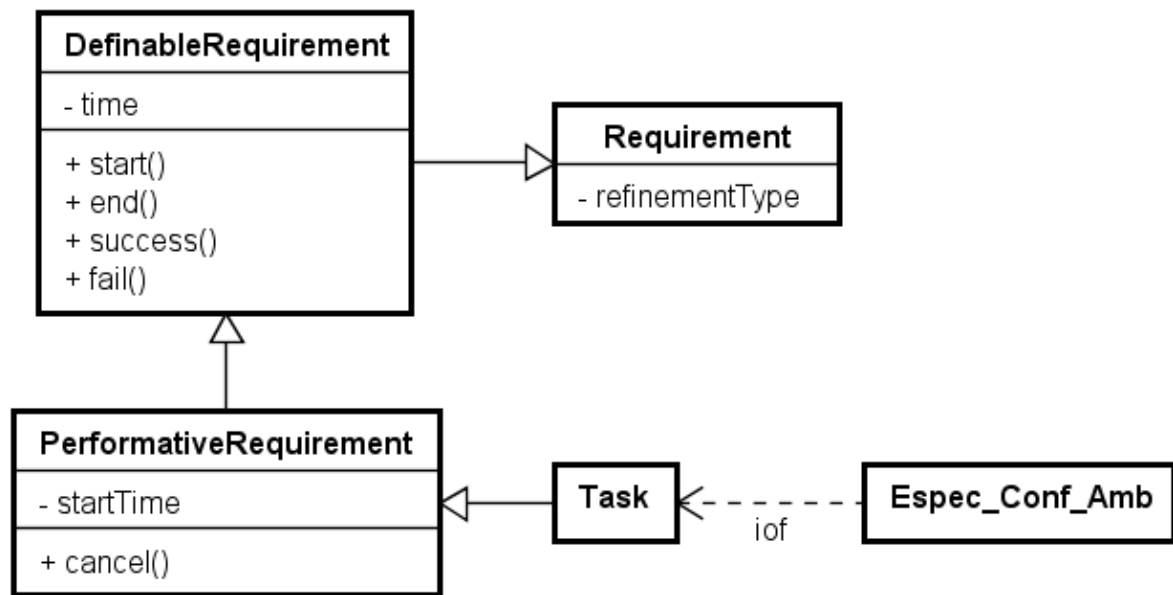 DefinableRequirement
- time
+ start()
+ end()
+ success()
+ fail()
Requirement
- refinementType
PerformativeRequirement
- startTime
+ cancel()
Task
iof
Espec_Conf_Amb